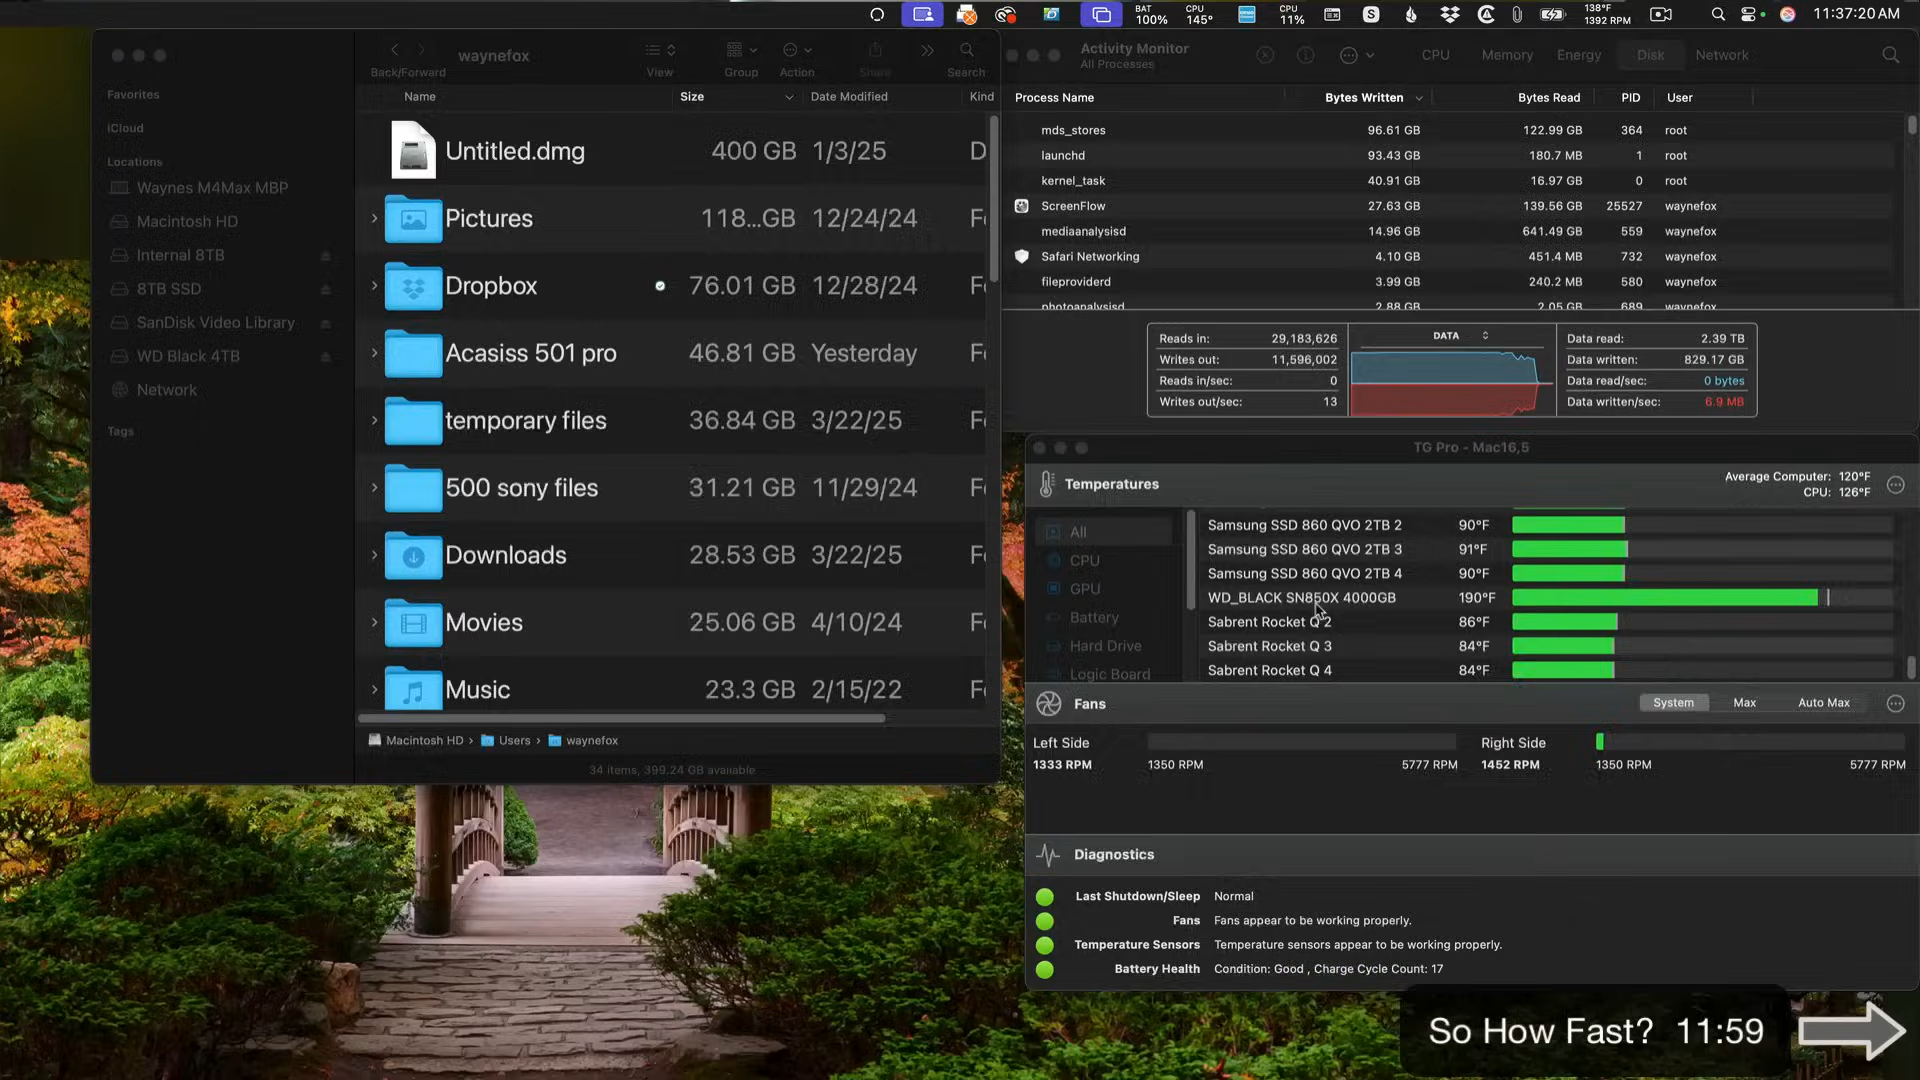 BAT 100%
CPU 145°
CPU 11%
138°F 1392 RPM
11:37:20 AM
waynefox
Back/Forward
View
Group
Action
Share
Search
Favorites
iCloud
Locations
Waynes M4Max MBP
Macintosh HD
Internal 8TB
8TB SSD
SanDisk Video Library
WD Black 4TB
Network
Tags
Name Size Date Modified Kind
Untitled.dmg 400 GB 1/3/25 D
Pictures 118...GB 12/24/24 F
Dropbox 76.01 GB 12/28/24 F
Acasiss 501 pro 46.81 GB Yesterday F
temporary files 36.84 GB 3/22/25 F
500 sony files 31.21 GB 11/29/24 F
Downloads 28.53 GB 3/22/25 F
Movies 25.06 GB 4/10/24 F
Music 23.3 GB 2/15/22 F
Macintosh HD › Users › waynefox
34 items, 399.24 GB available
Activity Monitor
All Processes
CPU Memory Energy Disk Network
Process Name Bytes Written Bytes Read PID User
mds_stores 96.61 GB 122.99 GB 364 root
launchd 93.43 GB 180.7 MB 1 root
kernel_task 40.91 GB 16.97 GB 0 root
ScreenFlow 27.63 GB 139.56 GB 25527 waynefox
mediaanalysisd 14.96 GB 641.49 GB 559 waynefox
Safari Networking 4.10 GB 451.4 MB 732 waynefox
fileproviderd 3.99 GB 240.2 MB 580 waynefox
photoanalysisd 2.88 GB 2.05 GB 689 waynefox
Reads in: 29,183,626
Writes out: 11,596,002
Reads in/sec: 0
Writes out/sec: 13
DATA
Data read: 2.39 TB
Data written: 829.17 GB
Data read/sec: 0 bytes
Data written/sec: 6.9 MB
TG Pro - Mac16,5
Temperatures
Average Computer: 120°F
CPU: 126°F
All
CPU
GPU
Battery
Hard Drive
Logic Board
Samsung SSD 860 QVO 2TB 2 90°F
Samsung SSD 860 QVO 2TB 3 91°F
Samsung SSD 860 QVO 2TB 4 90°F
WD_BLACK SN850X 4000GB 190°F
Sabrent Rocket Q 2 86°F
Sabrent Rocket Q 3 84°F
Sabrent Rocket Q 4 84°F
Fans
System Max Auto Max
Left Side
1333 RPM 1350 RPM 5777 RPM
Right Side
1452 RPM 1350 RPM 5777 RPM
Diagnostics
Last Shutdown/Sleep Normal
Fans Fans appear to be working properly.
Temperature Sensors Temperature sensors appear to be working properly.
Battery Health Condition: Good , Charge Cycle Count: 17
So How Fast? 11:59